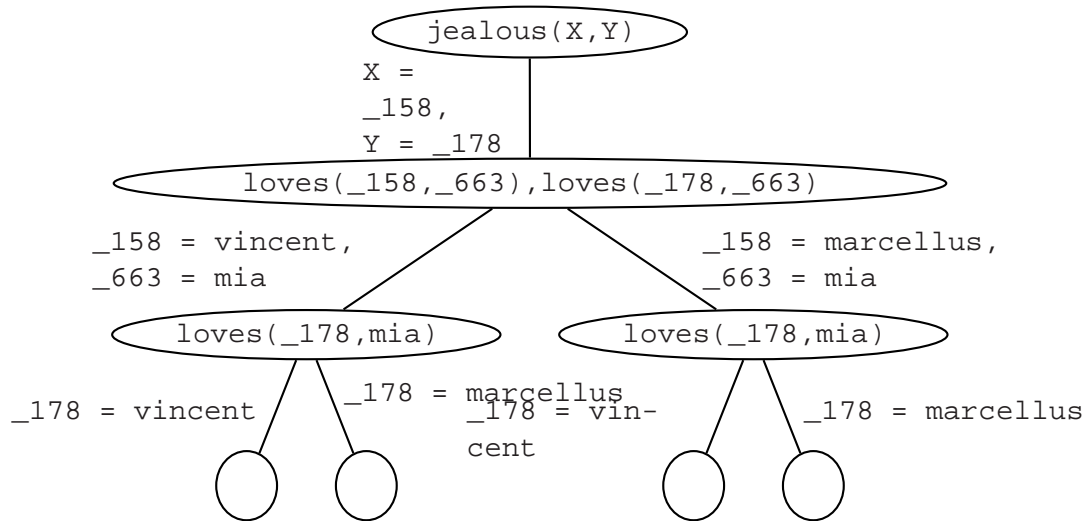 jealous(X,Y)
X =
_158,
Y = _178
loves(_158,_663),loves(_178,_663)
_158 = vincent,
_663 = mia
_158 = marcellus,
_663 = mia
loves(_178,mia)
loves(_178,mia)
_178 = vincent
_178 = marcellus
_178 = vin-
cent
_178 = marcellus